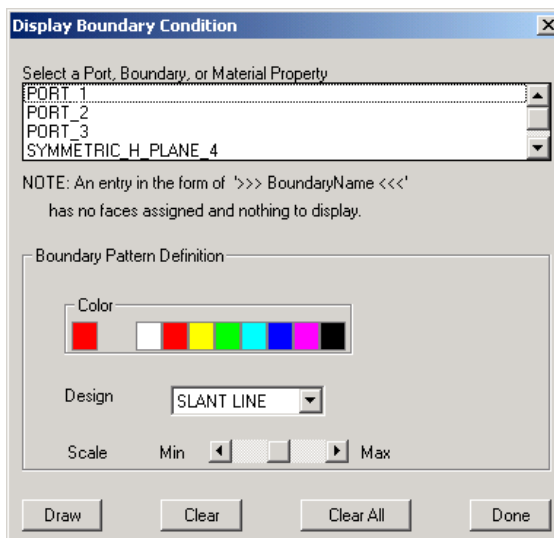 Display Boundary Condition
Select a Port, Boundary, or Material Property
PORT_1
PORT_2
PORT_3
SYMMETRIC_H_PLANE_4
NOTE: An entry in the form of '>>> BoundaryName <<<'
has no faces assigned and nothing to display.
Boundary Pattern Definition
Color
Design SLANT LINE
Scale Min Max
Draw Clear Clear All Done